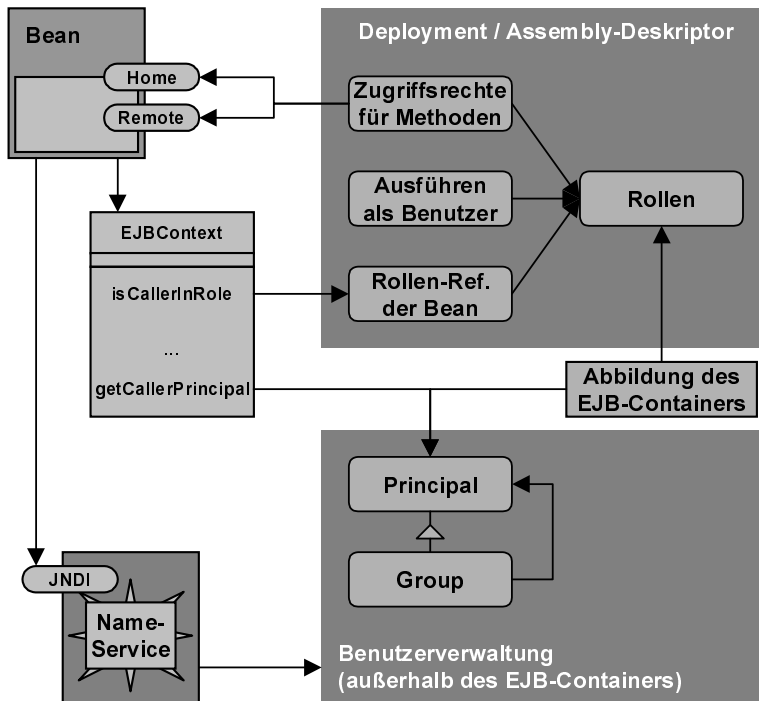 Bean
Home
Remote
Deployment / Assembly-Deskriptor
Zugriffsrechte
für Methoden
Ausführen
als Benutzer
Rollen
Rollen-Ref.
der Bean
EJBContext
isCallerInRole
...
getCallerPrincipal
Abbildung des
EJB-Containers
Principal
Group
JNDI
Name-
Service
Benutzerverwaltung
(außerhalb des EJB-Containers)